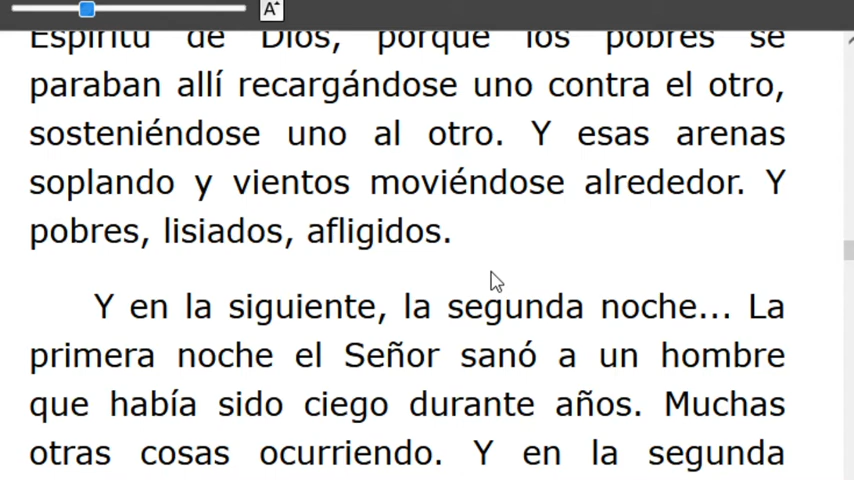 A
Espíritu de Dios, porque los pobres se
paraban allí recargándose uno contra el otro,
sosteniéndose uno al otro. Y esas arenas
soplando y vientos moviéndose alrededor. Y
pobres, lisiados, afligidos.
Y en la siguiente, la segunda noche... La
primera noche el Señor sanó a un hombre
que había sido ciego durante años. Muchas
otras cosas ocurriendo. Y en la segunda